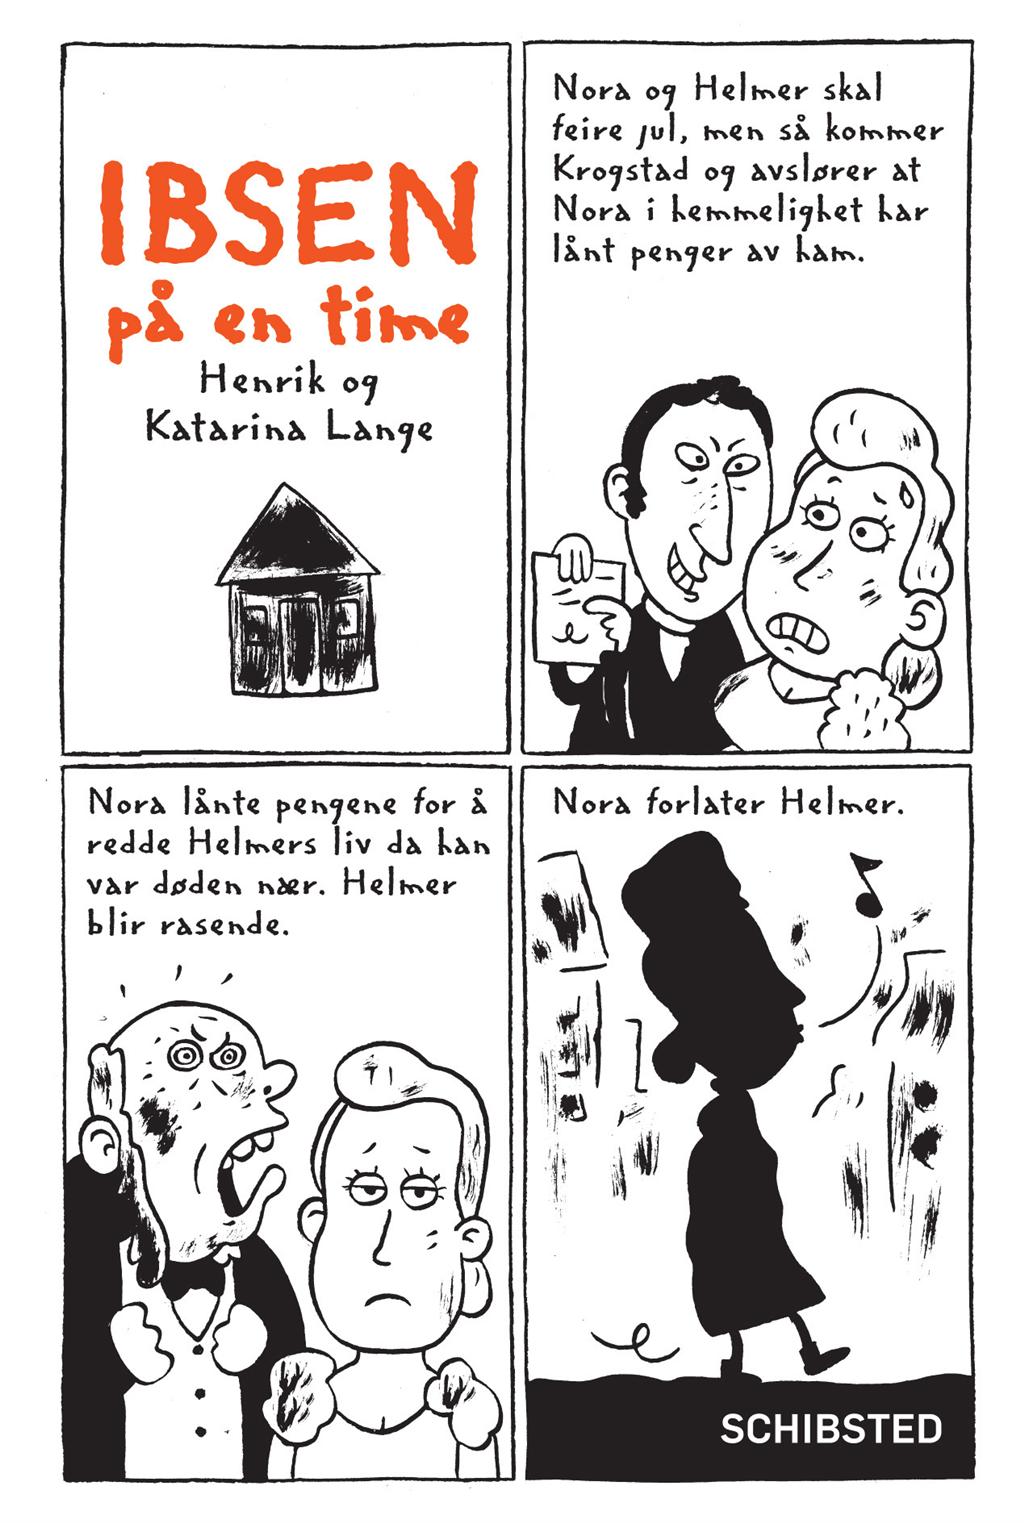 IBSEN
på en time
Henrik og
Katarina Lange
Nora og Helmer skal
feire jul, men så kommer
Krogstad og avslører at
Nora i hemmelighet har
lånt penger av ham.
Nora lånte pengene for å
redde Helmers liv da han
var døden nær. Helmer
blir rasende.
Nora forlater Helmer.
SCHIBSTED